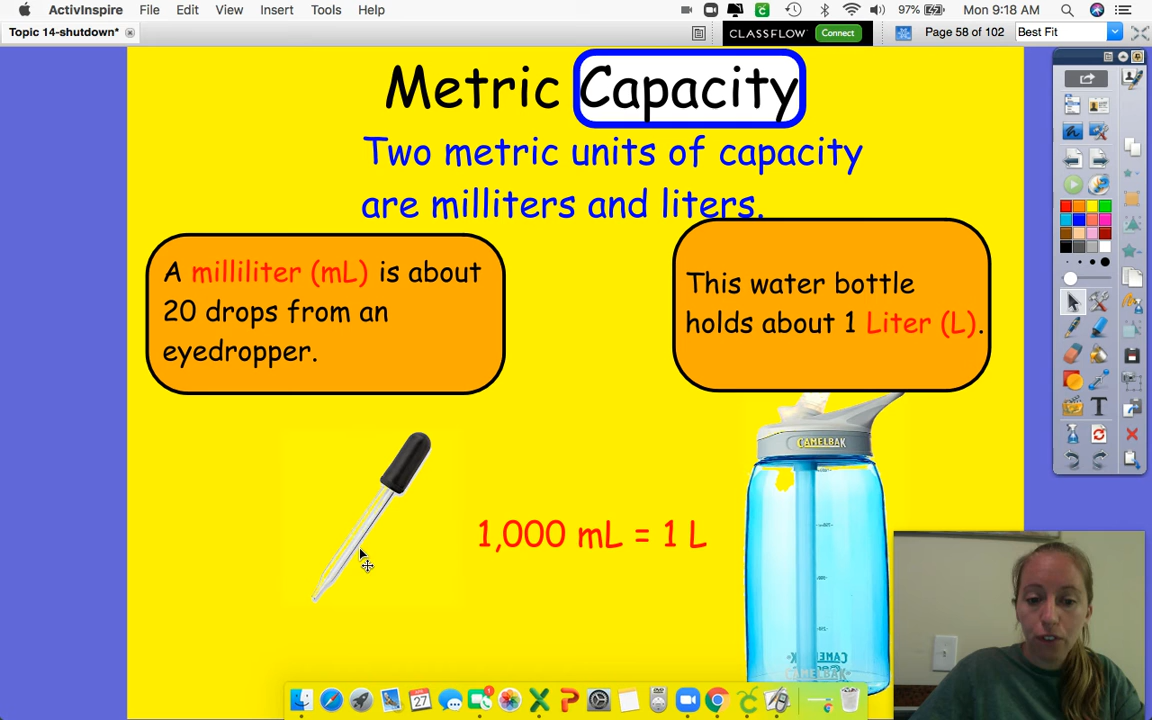 ActivInspire File Edit View Insert Tools Help 97% Mon 9:18 AM
Topic 14-shutdown* CLASSFLOW Connect Page 58 of 102 Best Fit
Metric Capacity
Two metric units of capacity
are milliters and liters.
A milliliter (mL) is about
20 drops from an
eyedropper.
This water bottle
holds about 1 Liter (L).
CAMELBAK
1,000 mL = 1 L
27